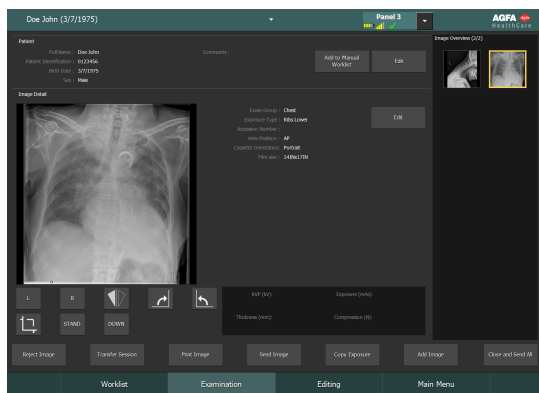 Doe John (3/7/1975)
Panel 3
AGFA
HealthCare
Patient
Full Name : Doe John
Comments :
Patient Identification : 0123456
Birth Date : 3/7/1975
Sex : Male
Add to Manual Worklist
Edit
Image Overview (2/2)
Image Detail
Exam Group : Chest
Exposure Type : Ribs Lower
Accession Number :
View Position : AP
Cassette Orientation: Portrait
Film size : 14INx17IN
Edit
L
R
STAND
DOWN
KVP (kV):
Exposure (mAs):
Thickness (mm):
Compression (N):
Reject Image
Transfer Session
Print Image
Send Image
Copy Exposure
Add Image
Close and Send All
Worklist
Examination
Editing
Main Menu